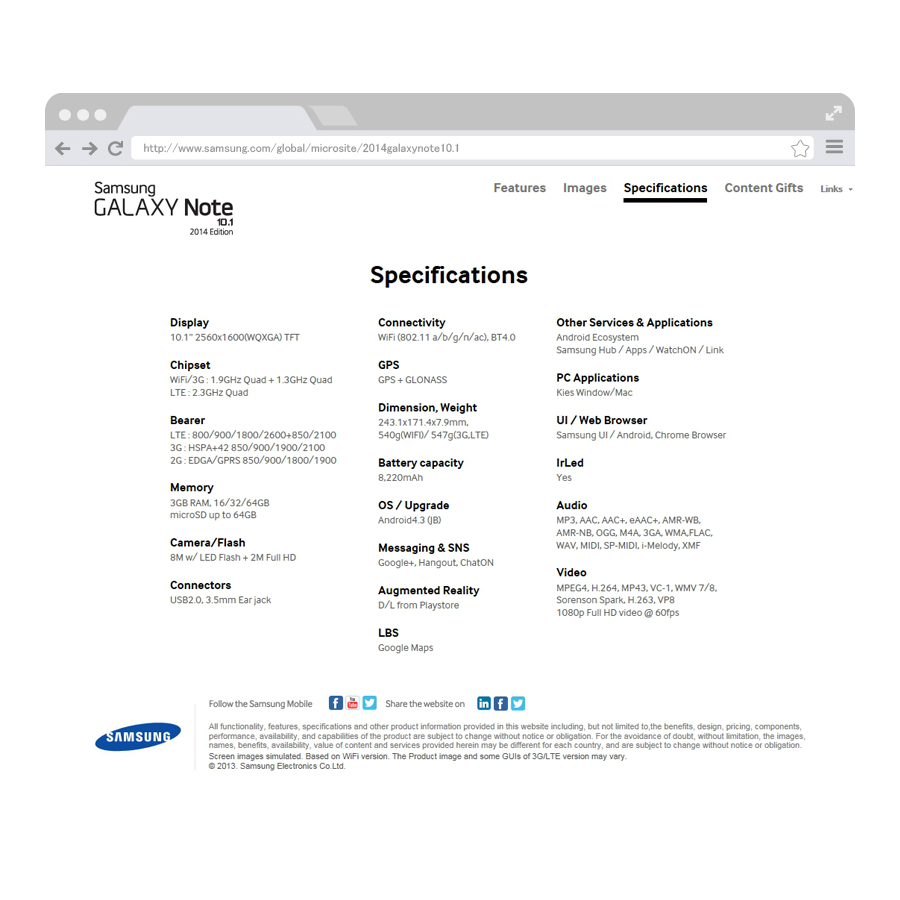 http://www.samsung.com/global/microsite/2014galaxynote10.1
Samsung
GALAXY Note
10.1
2014 Edition
Features Images Specifications Content Gifts Links
Specifications
Display
10.1" 2560x1600(WQXGA) TFT
Chipset
WiFi/3G : 1.9GHz Quad + 1.3GHz Quad
LTE : 2.3GHz Quad
Bearer
LTE : 800/900/1800/2600+850/2100
3G : HSPA+42 850/900/1900/2100
2G : EDGA/GPRS 850/900/1800/1900
Memory
3GB RAM, 16/32/64GB
microSD up to 64GB
Camera/Flash
8M w/ LED Flash + 2M Full HD
Connectors
USB2.0, 3.5mm Ear jack
Connectivity
WiFi (802.11 a/b/g/n/ac), BT4.0
GPS
GPS + GLONASS
Dimension, Weight
243.1x171.4x7.9mm,
540g(WIFI)/ 547g(3G,LTE)
Battery capacity
8,220mAh
OS / Upgrade
Android4.3 (JB)
Messaging & SNS
Google+, Hangout, ChatON
Augmented Reality
D/L from Playstore
LBS
Google Maps
Other Services & Applications
Android Ecosystem
Samsung Hub / Apps / WatchON / Link
PC Applications
Kies Window/Mac
UI / Web Browser
Samsung UI / Android, Chrome Browser
IrLed
Yes
Audio
MP3, AAC, AAC+, eAAC+, AMR-WB,
AMR-NB, OGG, M4A, 3GA, WMA,FLAC,
WAV, MIDI, SP-MIDI, i-Melody, XMF
Video
MPEG4, H.264, MP43, VC-1, WMV 7/8,
Sorenson Spark, H.263, VP8
1080p Full HD video @ 60fps
Follow the Samsung Mobile f You Tube Share the website on in f
SAMSUNG
All functionality, features, specifications and other product information provided in this website including, but not limited to,the benefits, design, pricing, components,
performance, availability, and capabilities of the product are subject to change without notice or obligation. For the avoidance of doubt, without limitation, the images,
names, benefits, availability, value of content and services provided herein may be different for each country, and are subject to change without notice or obligation.
Screen images simulated. Based on WiFi version. The Product image and some GUIs of 3G/LTE version may vary.
© 2013. Samsung Electronics Co.Ltd.